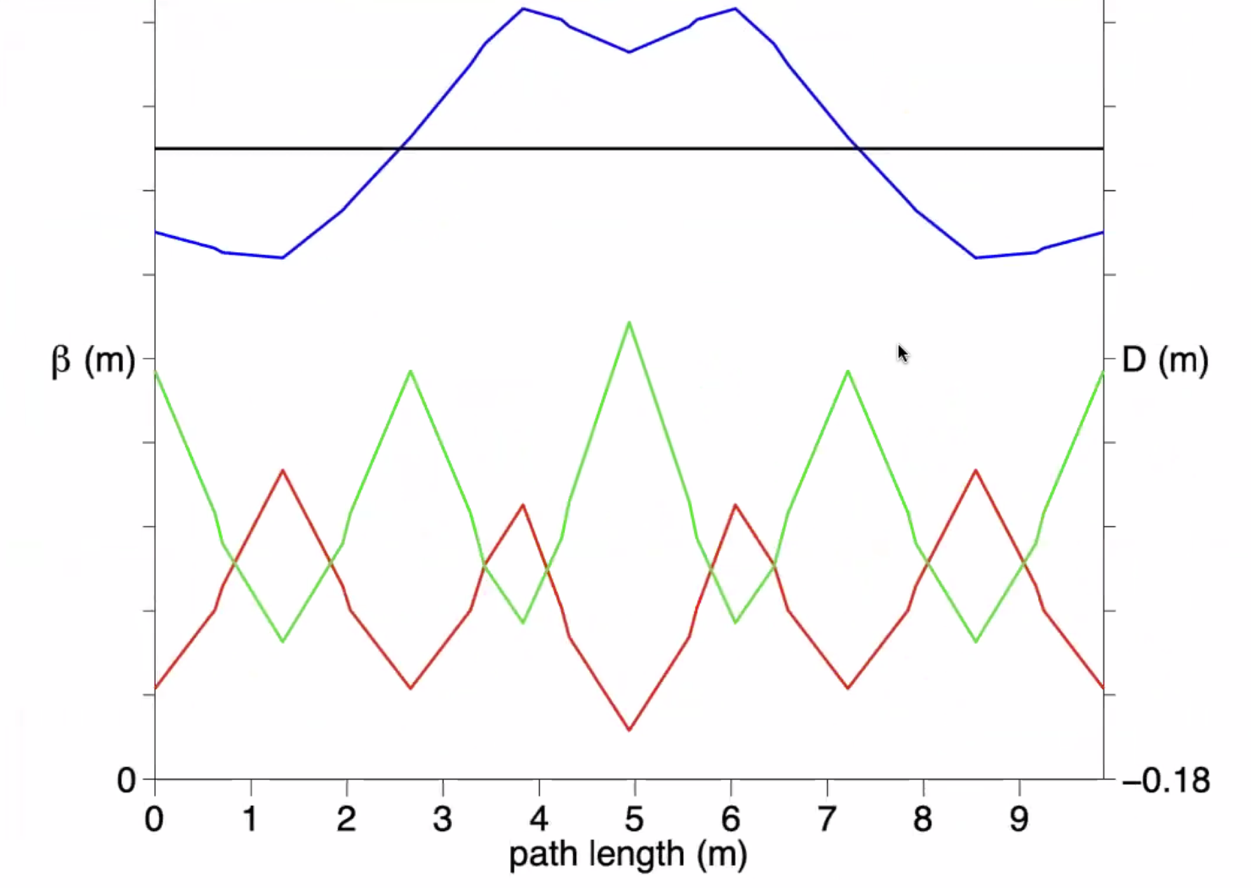 β (m)
D (m)
0
−0.18
0 1 2 3 4 5 6 7 8 9
path length (m)